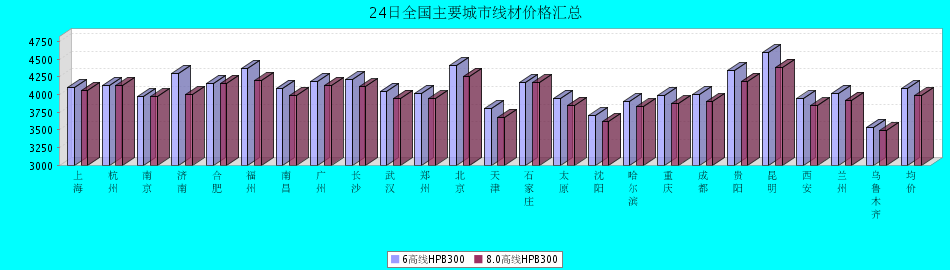 24日全国主要城市线材价格汇总
4750
4500
4250
4000
3750
3500
3250
3000
上海
杭州
南京
济南
合肥
福州
南昌
广州
长沙
武汉
郑州
北京
天津
石家庄
太原
沈阳
哈尔滨
重庆
成都
贵阳
昆明
西安
兰州
乌鲁木齐
均价
6高线HPB300
8.0高线HPB300